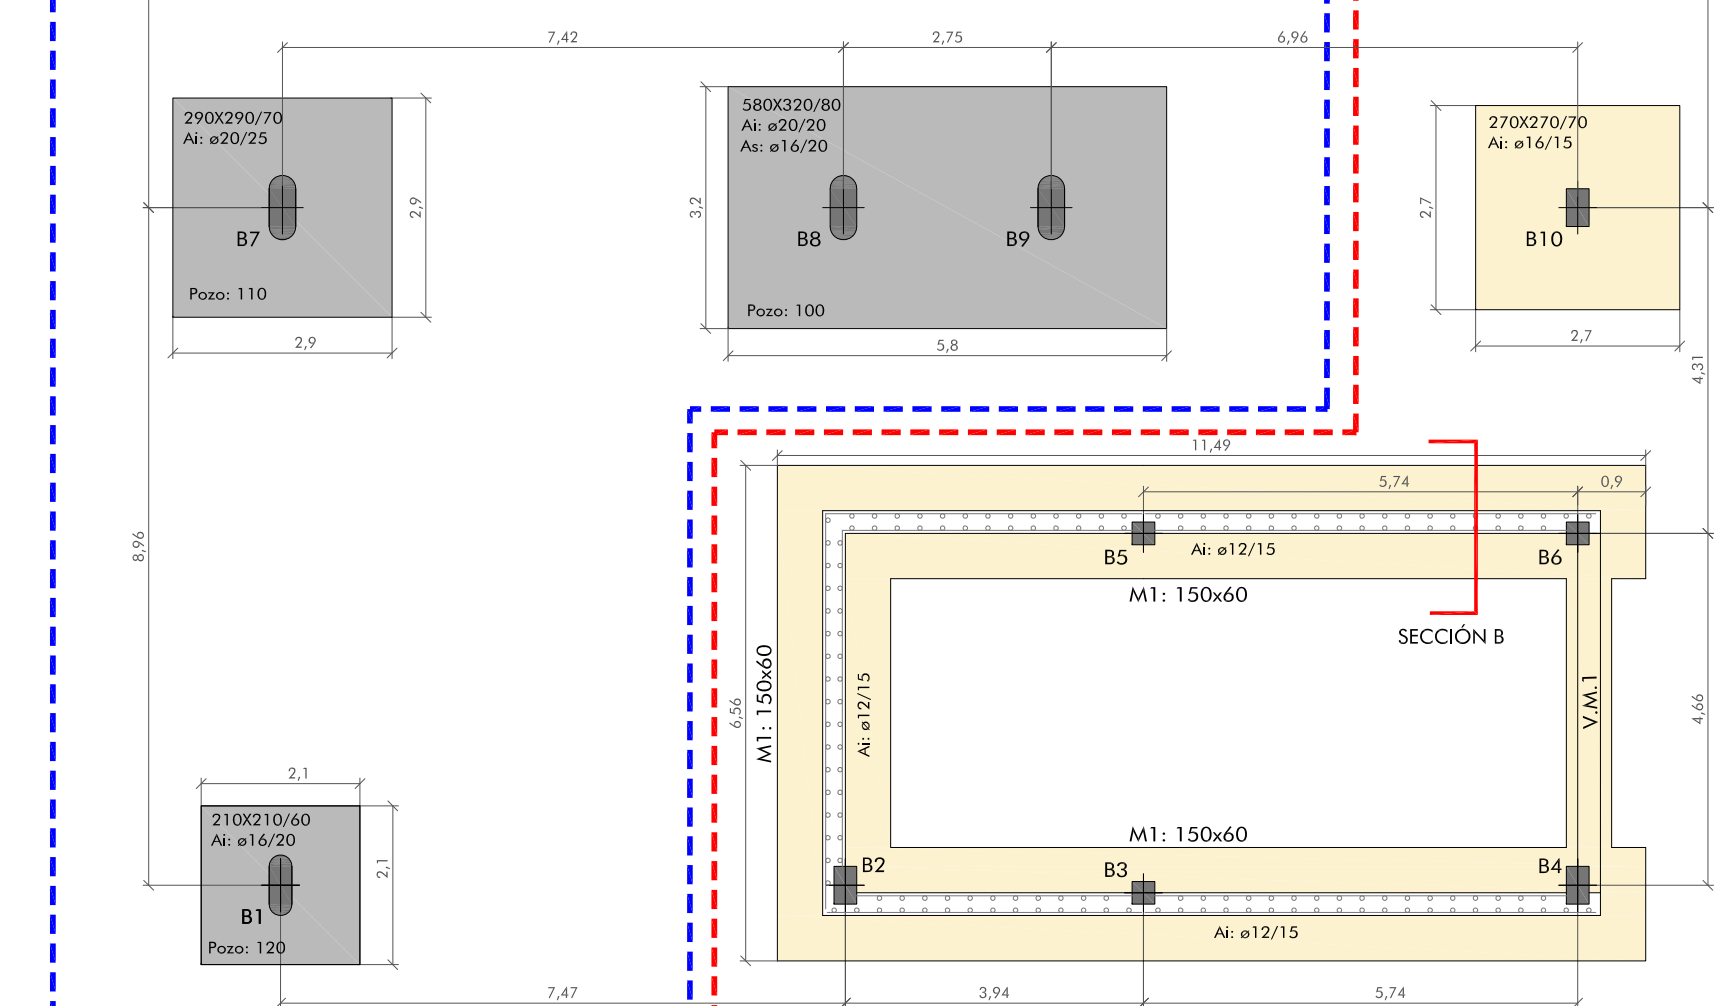 7,42
2,75
6,96
290X290/70
Ai: ø20/25
B7
Pozo: 110
2,9
2,9
580X320/80
Ai: ø20/20
As: ø16/20
B8
B9
Pozo: 100
3,2
5,8
270X270/70
Ai: ø16/15
B10
2,7
2,7
4,31
8,96
11,49
5,74
0,9
B5
Ai: ø12/15
B6
M1: 150x60
SECCIÓN B
M1: 150x60
6,56
Ai: ø12/15
V.M.1
4,66
M1: 150x60
B2
B3
B4
Ai: ø12/15
2,1
210X210/60
Ai: ø16/20
2,1
B1
Pozo: 120
7,47
3,94
5,74